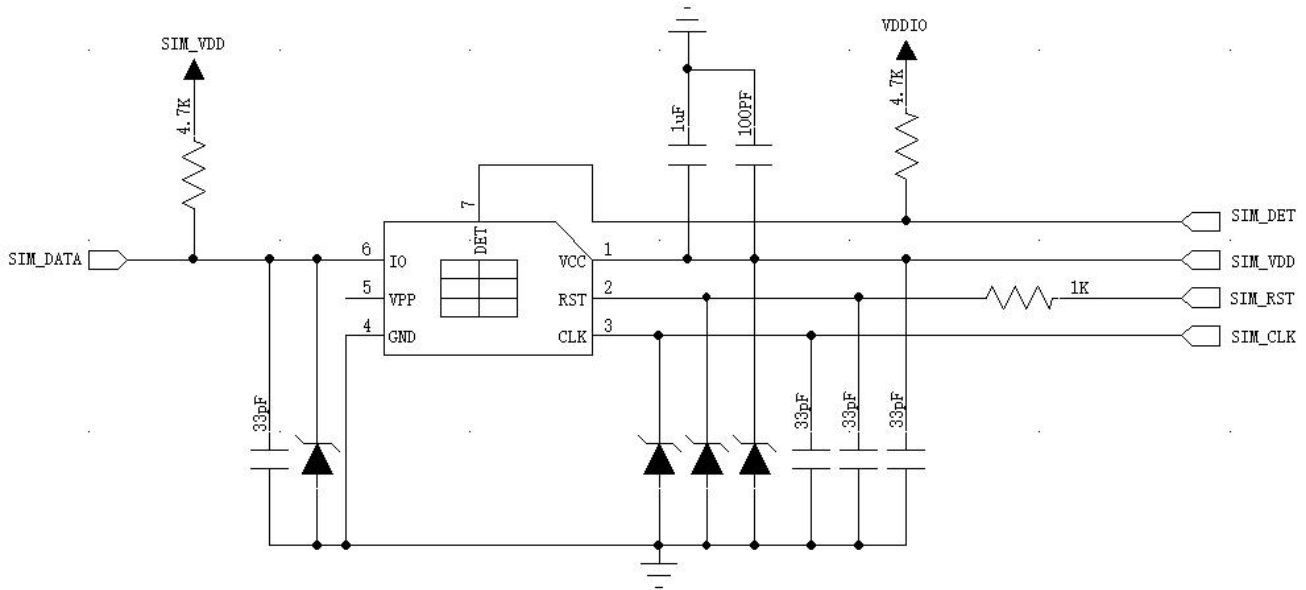 SIM_VDD
4.7K
1uF
100PF
VDDIO
4.7K
7
DET
SIM_DET
SIM_DATA
6
IO
VCC
1
SIM_VDD
5
VPP
RST
2
1K
SIM_RST
4
GND
CLK
3
SIM_CLK
33pF
33pF
33pF
33pF